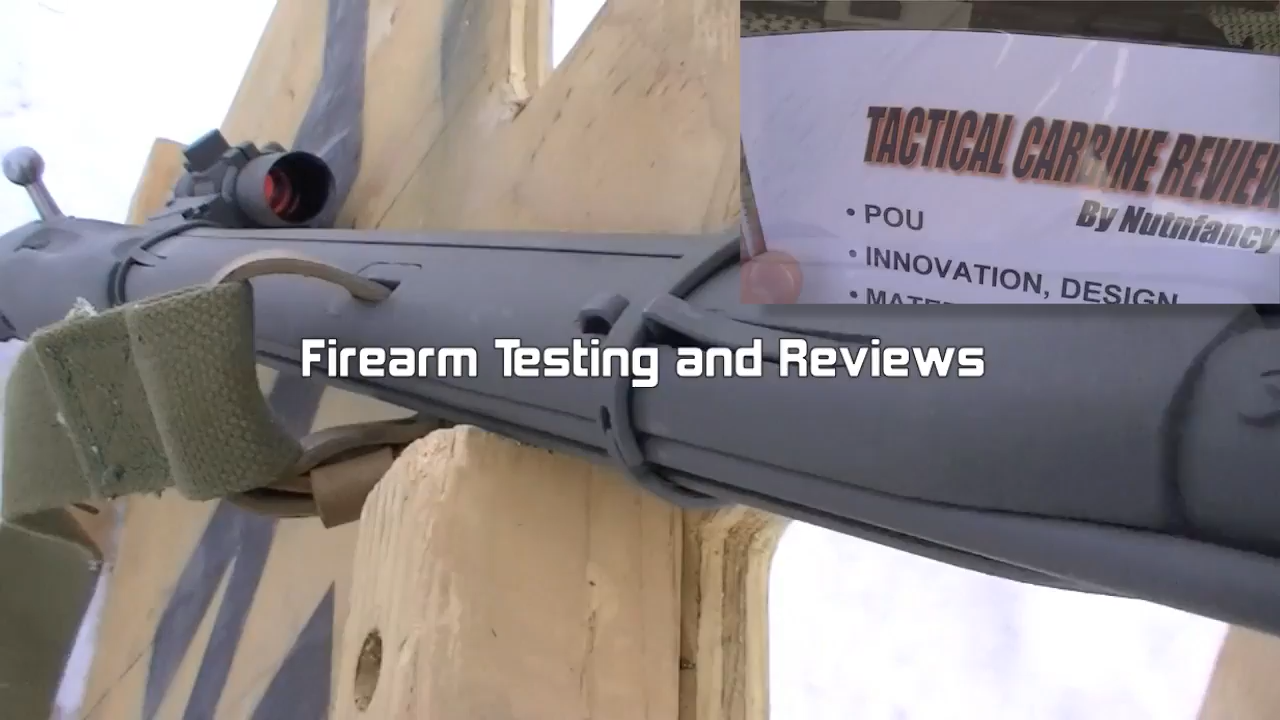 TACTICAL CARBINE REVIEW
By Nutnfancy
• POU
• INNOVATION, DESIGN
Firearm Testing and Reviews